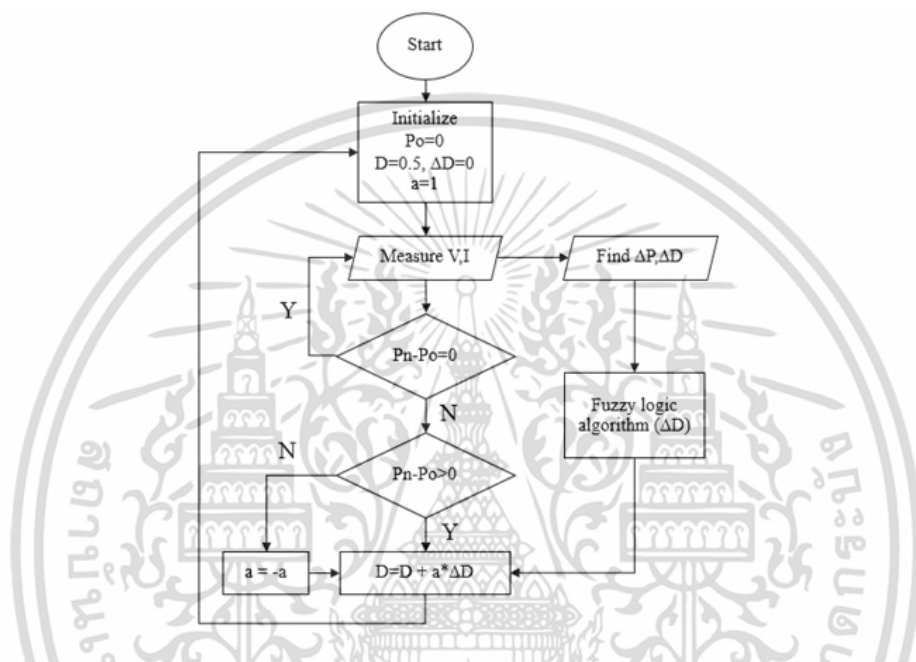 Start
Initialize
Po=0
D=0.5, ΔD=0
a=1
Measure V,I
Find ΔP,ΔD
Y
Pn-Po=0
Fuzzy logic
algorithm (ΔD)
N
N
Pn-Po>0
Y
a = -a
D=D + a*ΔD